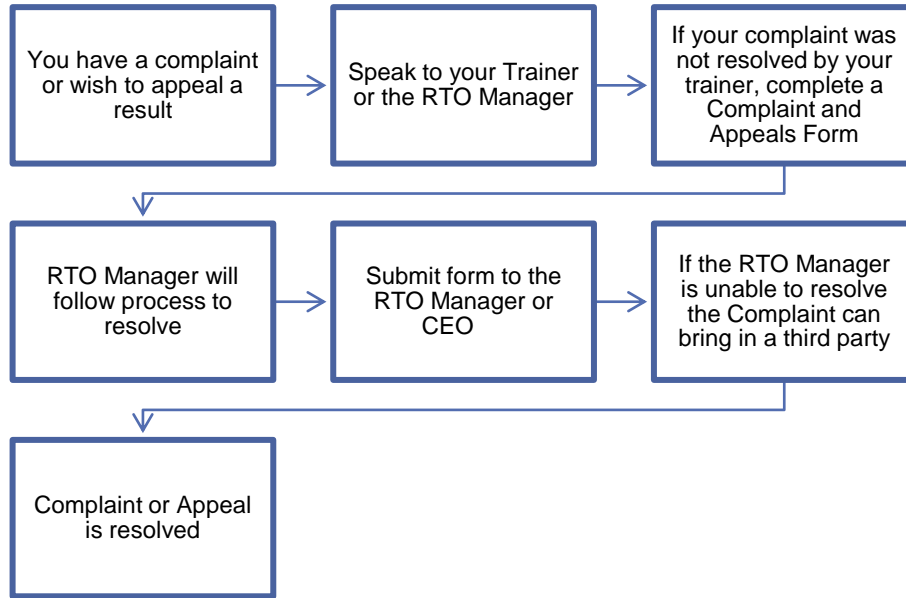 You have a complaint
or wish to appeal a
result
Speak to your Trainer
or the RTO Manager
If your complaint was
not resolved by your
trainer, complete a
Complaint and
Appeals Form
RTO Manager will
follow process to
resolve
Submit form to the
RTO Manager or
CEO
If the RTO Manager
is unable to resolve
the Complaint can
bring in a third party
Complaint or Appeal
is resolved